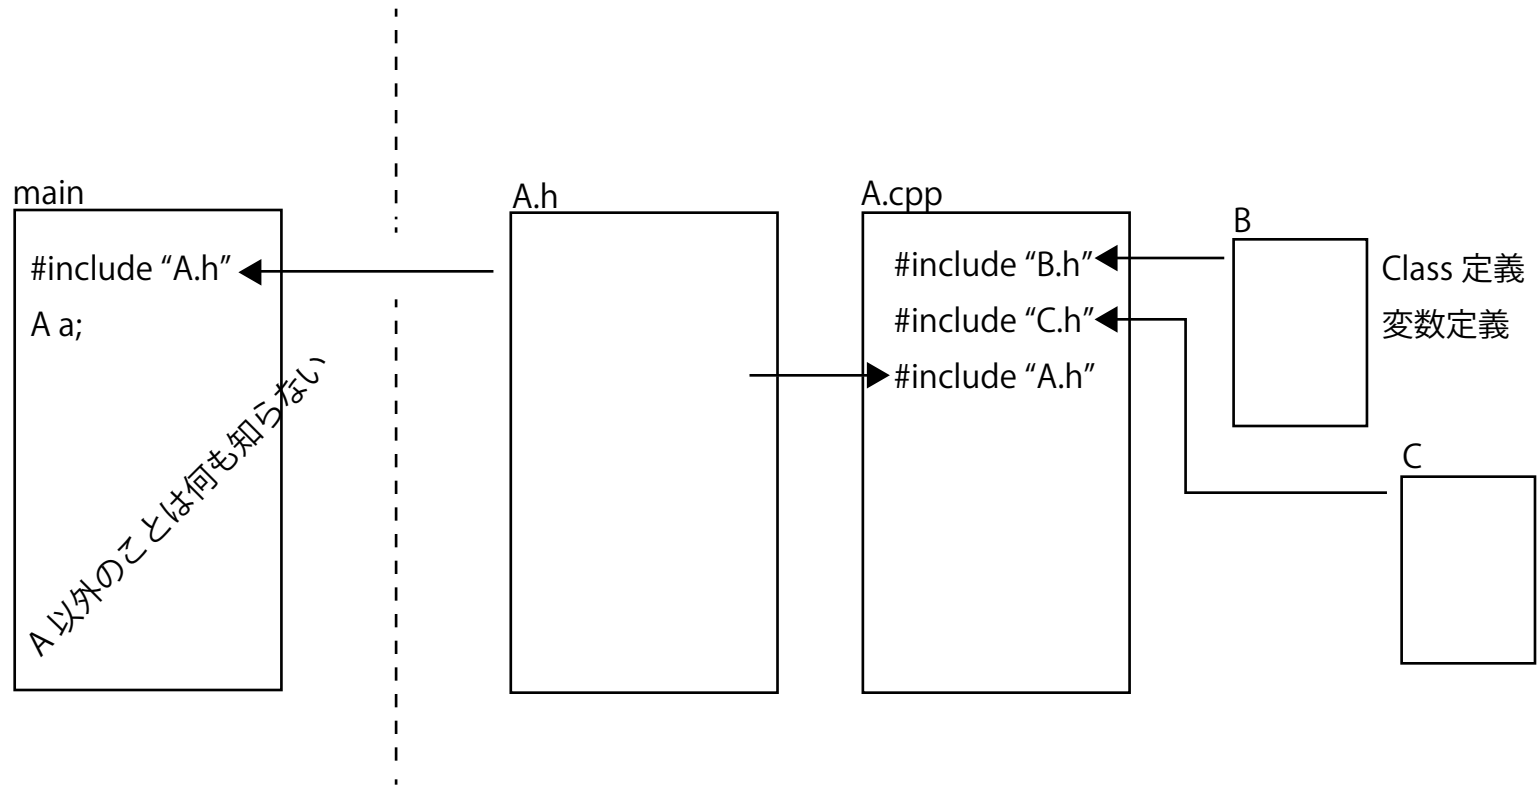 main
#include “A.h”
A a;
A 以外のことは何も知らない
A.h
A.cpp
#include “B.h”
#include “C.h”
#include “A.h”
B
Class 定義
変数定義
C